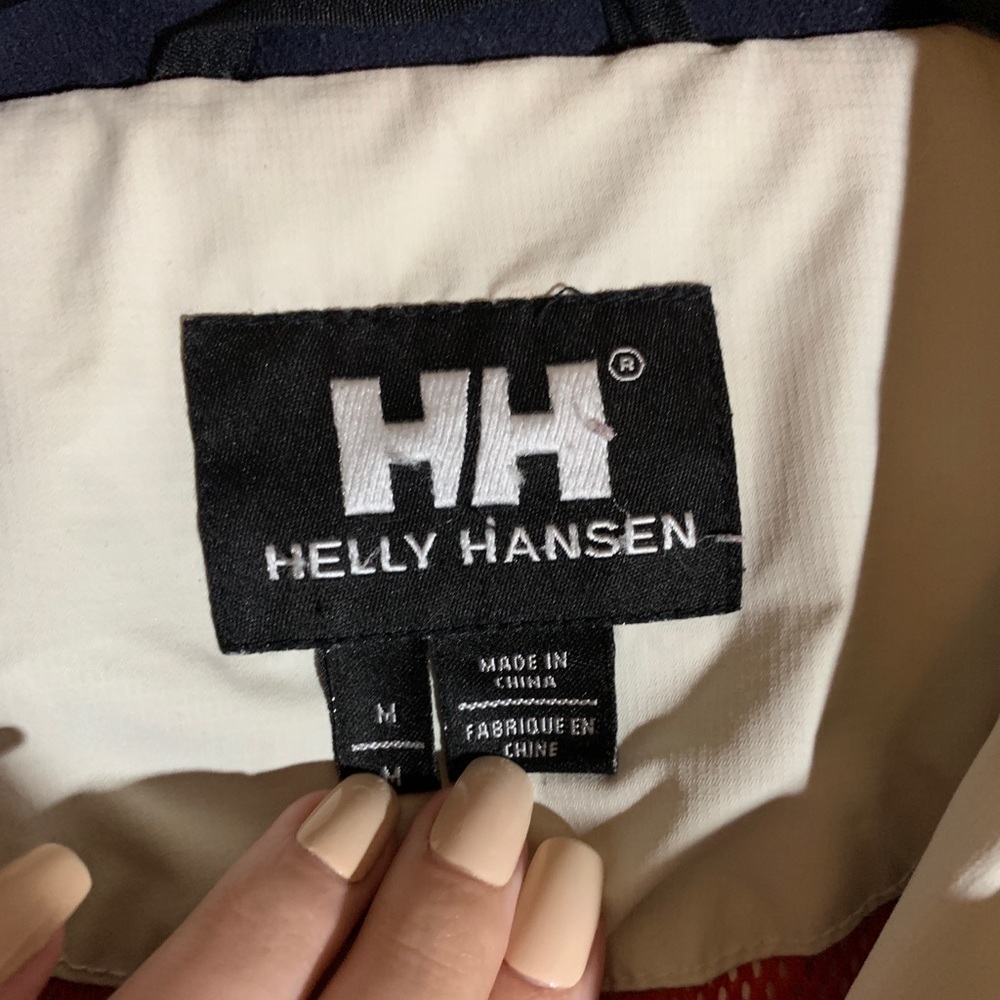 HH®
HELLY HANSEN
M
M
MADE IN
CHINA
FABRIQUE EN
CHINE